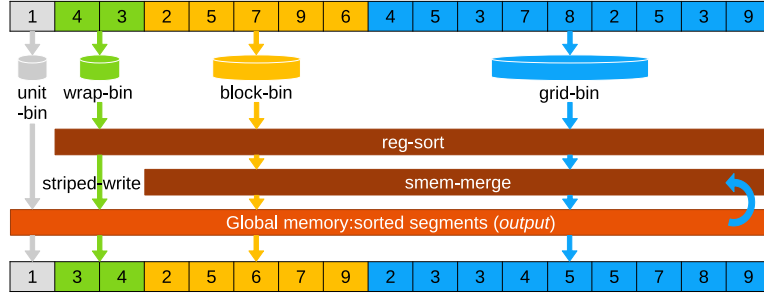 1 4 3 2 5 7 9 6 4 5 3 7 8 2 5 3 9
unit
-bin
wrap-bin
block-bin
grid-bin
reg-sort
striped-write
smem-merge
Global memory:sorted segments (output)
1 3 4 2 5 6 7 9 2 3 3 4 5 5 7 8 9